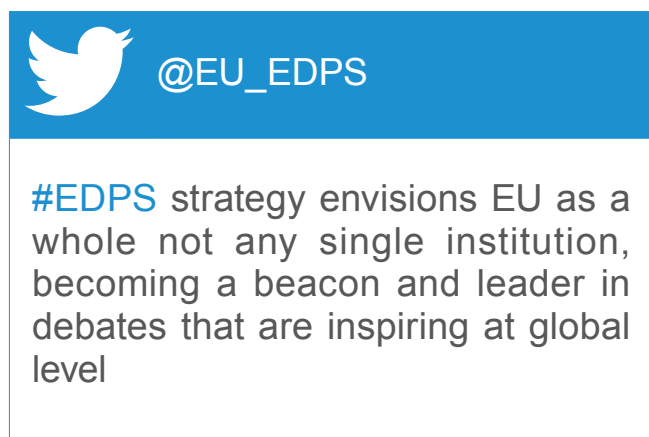 @EU_EDPS
#EDPS strategy envisions EU as a
whole not any single institution,
becoming a beacon and leader in
debates that are inspiring at global
level